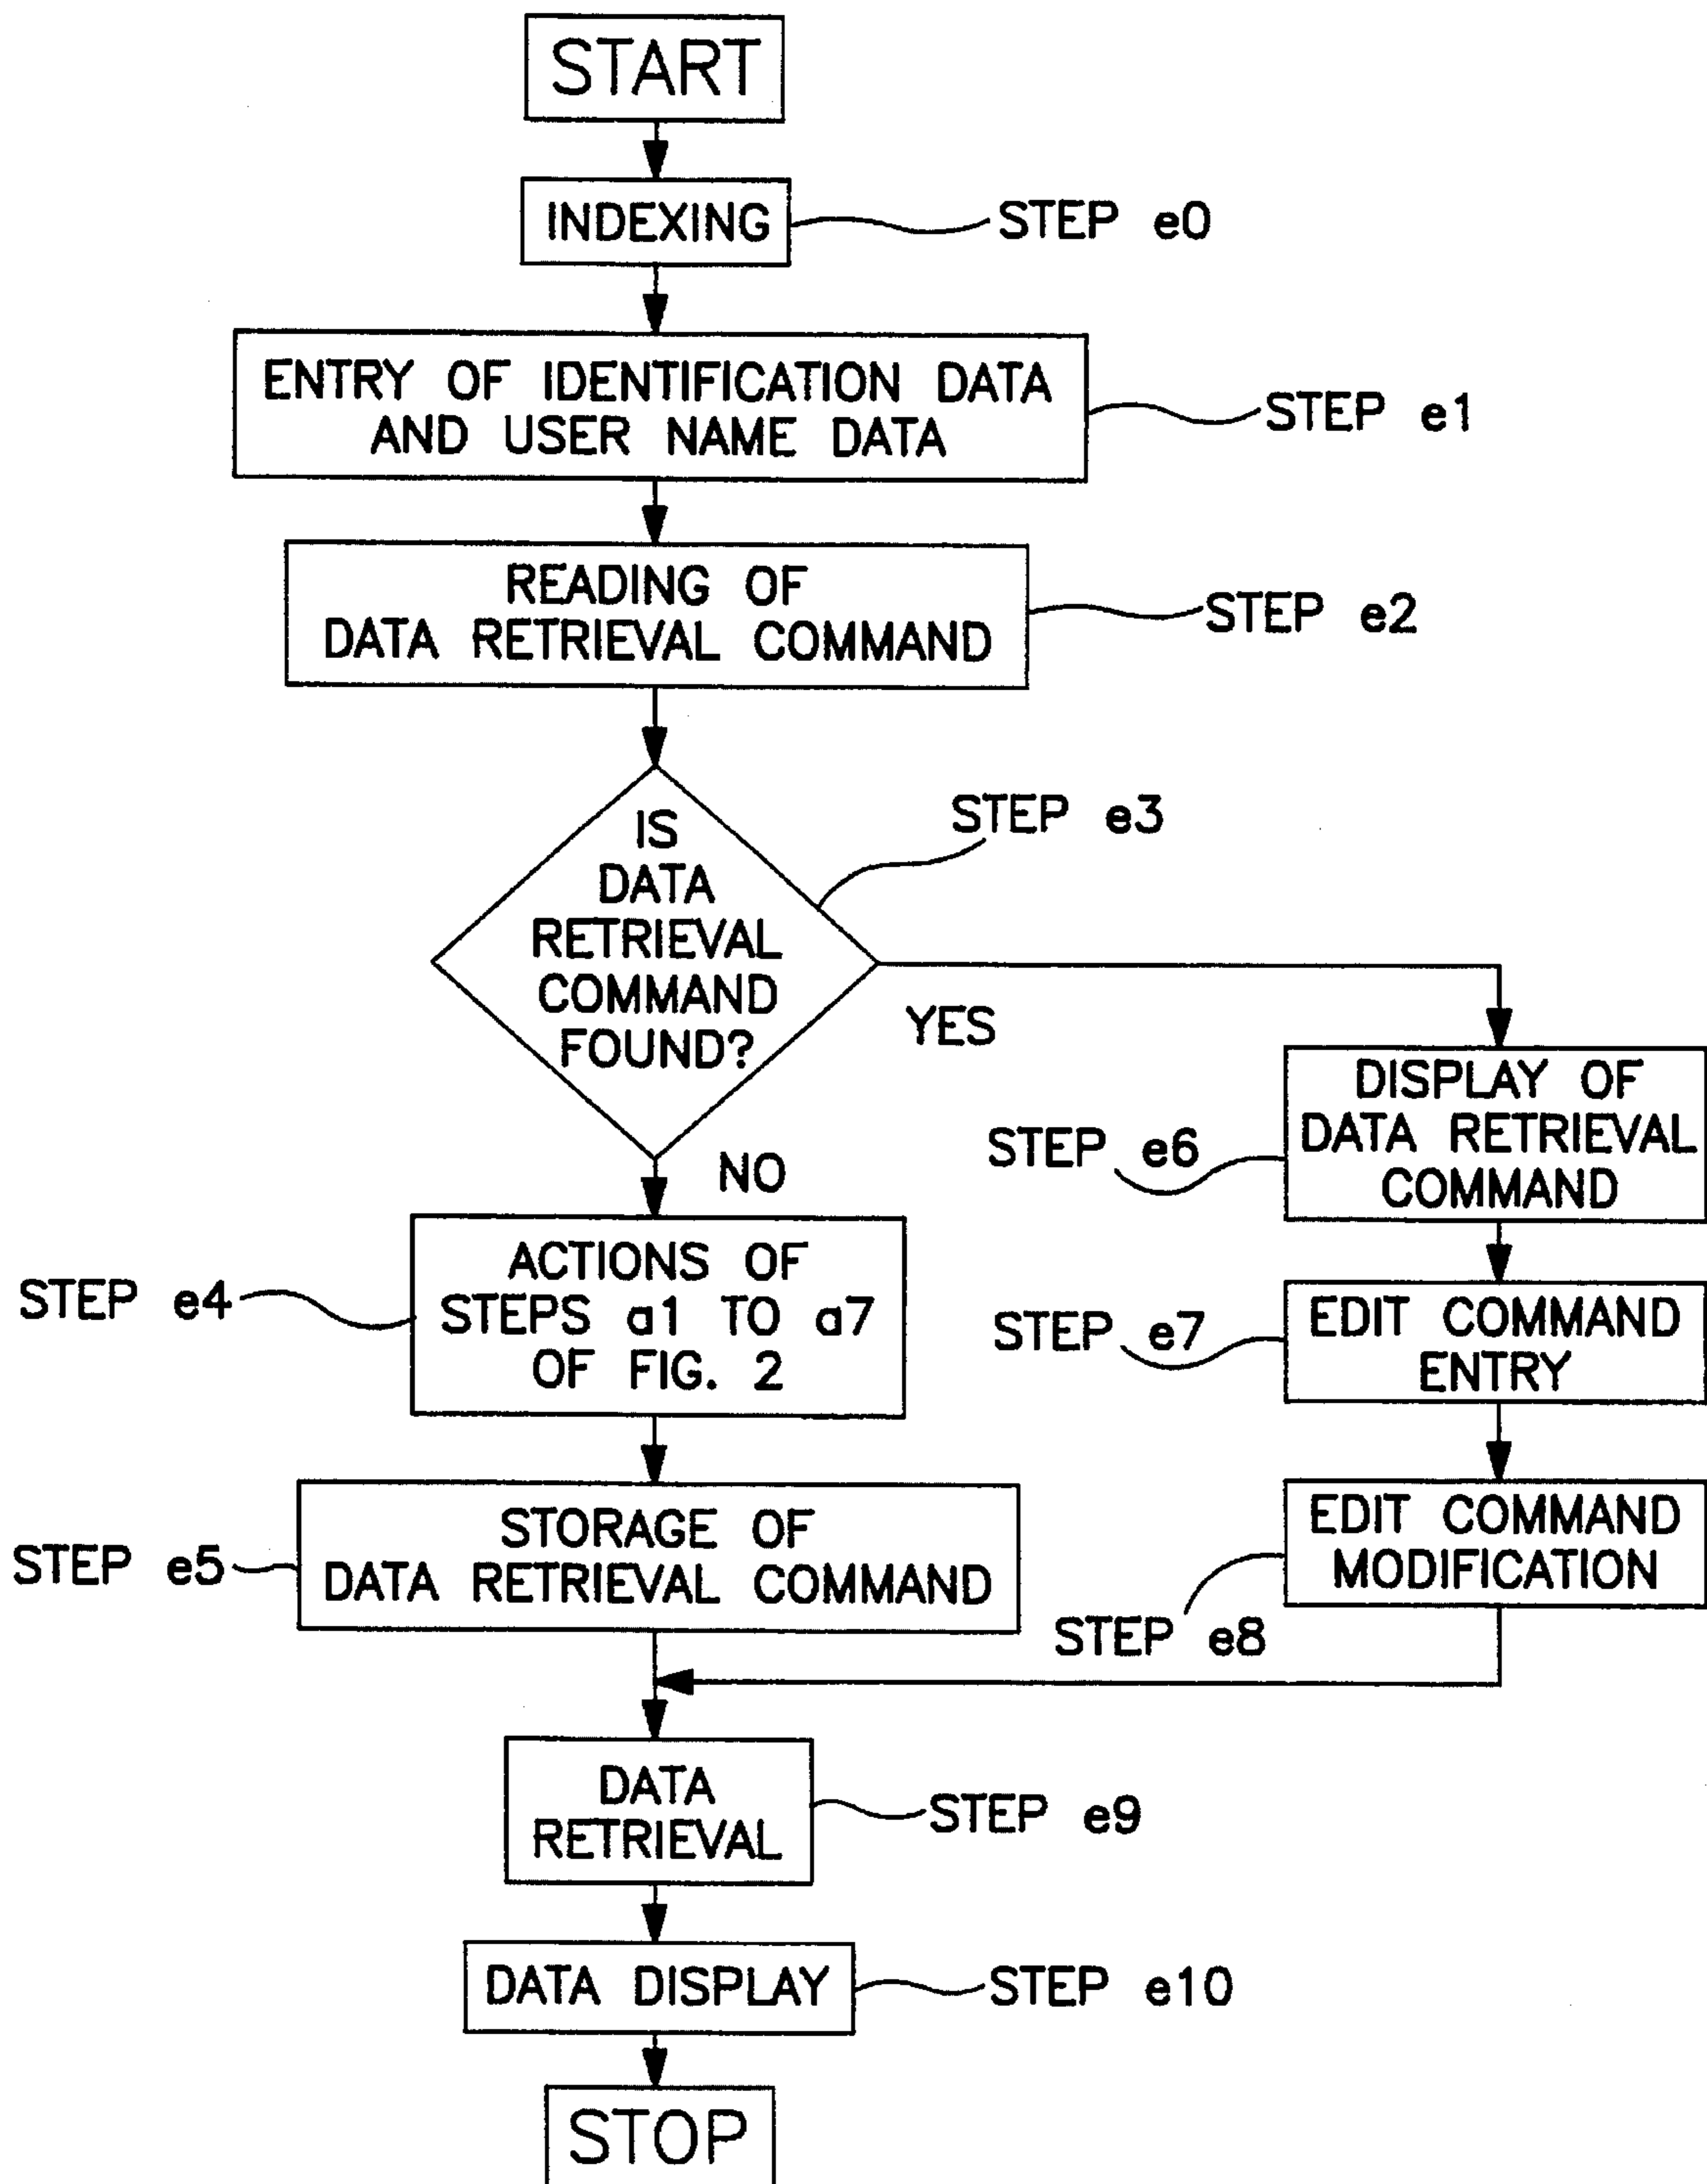 START
INDEXING
STEP e0
ENTRY OF IDENTIFICATION DATA
AND USER NAME DATA
STEP e1
READING OF
DATA RETRIEVAL COMMAND
STEP e2
IS
DATA
RETRIEVAL
COMMAND
FOUND?
STEP e3
YES
NO
DISPLAY OF
DATA RETRIEVAL
COMMAND
STEP e6
ACTIONS OF
STEPS a1 TO a7
OF FIG. 2
STEP e4
EDIT COMMAND
ENTRY
STEP e7
STORAGE OF
DATA RETRIEVAL COMMAND
STEP e5
EDIT COMMAND
MODIFICATION
STEP e8
DATA
RETRIEVAL
STEP e9
DATA DISPLAY
STEP e10
STOP